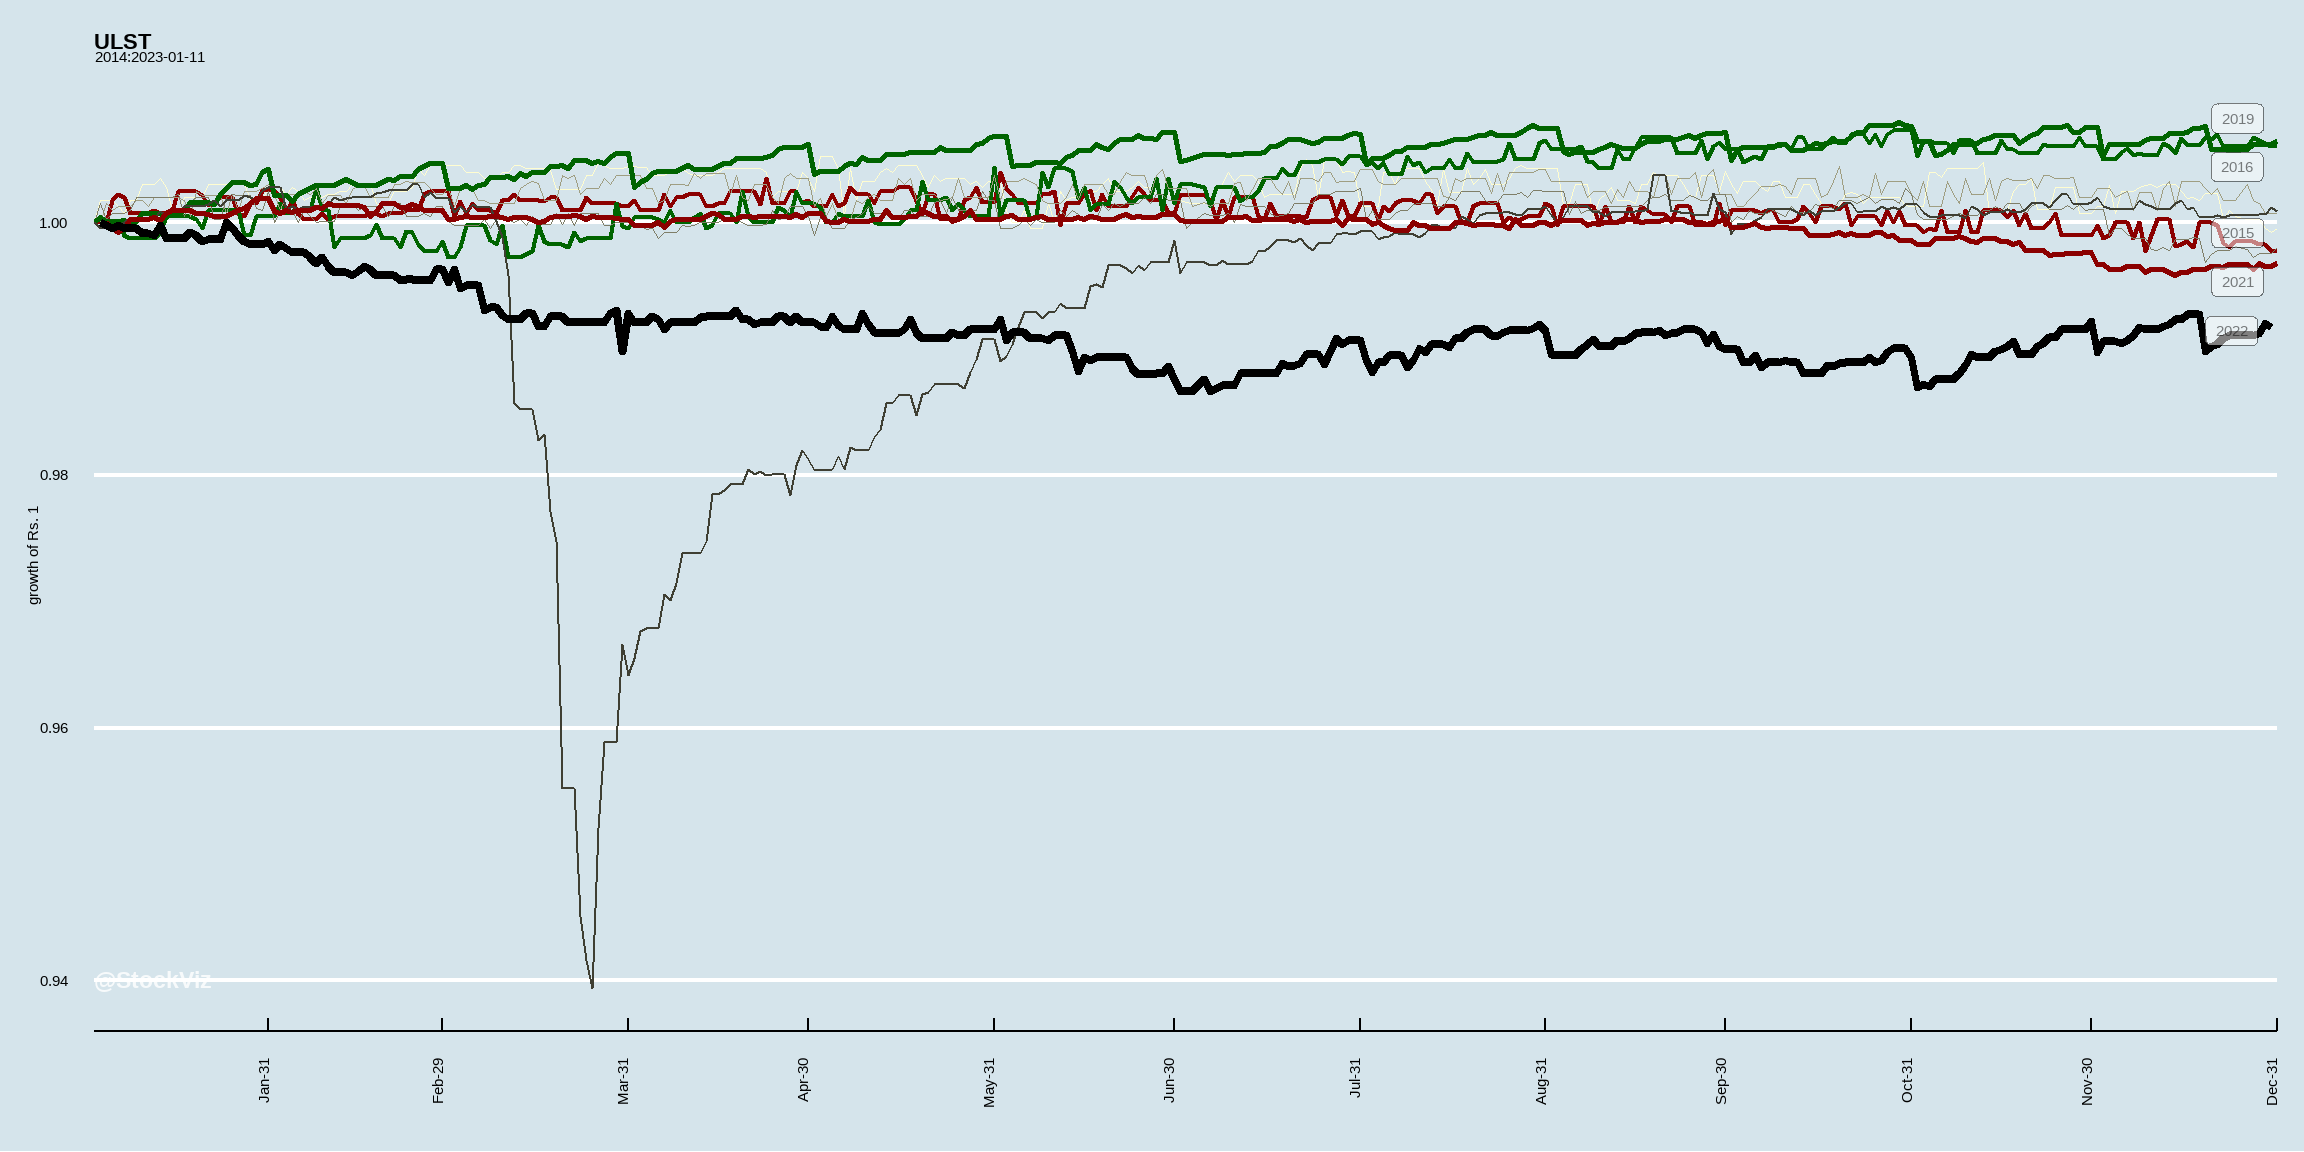 ULST
2014:2023-01-11
2019
2016
1.00
2015
2021
2022
0.98
growth of Rs. 1
0.96
0.94
@StockViz
Jan-31
Feb-29
Mar-31
Apr-30
May-31
Jun-30
Jul-31
Aug-31
Sep-30
Oct-31
Nov-30
Dec-31